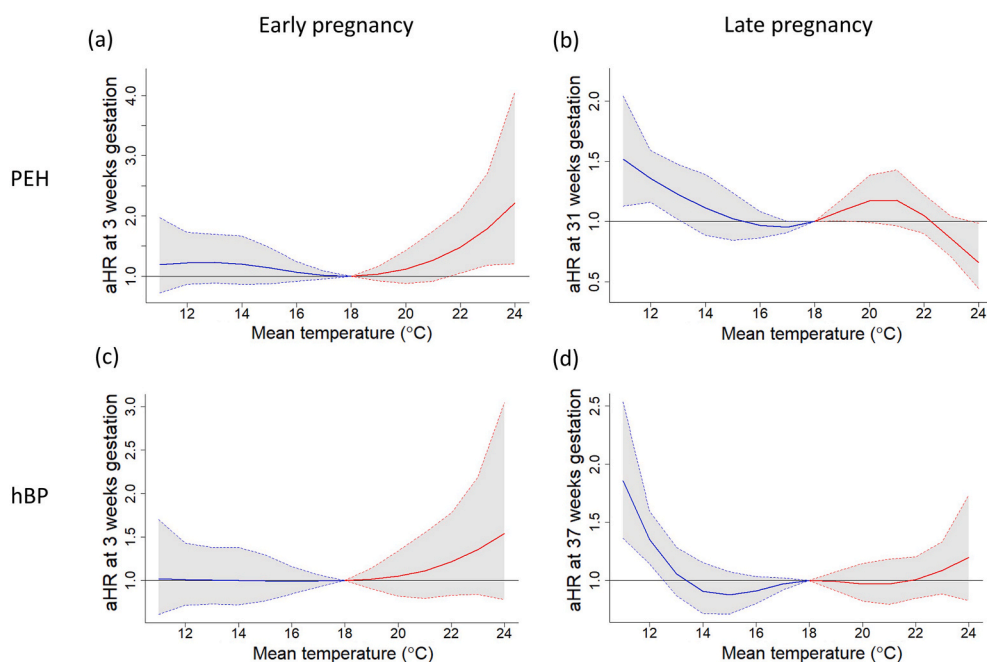 Early pregnancy
Late pregnancy
(a)
(b)
PEH
aHR at 3 weeks gestation
4.0
3.0
2.0
1.0
12 14 16 18 20 22 24
Mean temperature (°C)
aHR at 31 weeks gestation
2.0
1.5
1.0
0.5
12 14 16 18 20 22 24
Mean temperature (°C)
(c)
(d)
hBP
aHR at 3 weeks gestation
3.0
2.5
2.0
1.5
1.0
12 14 16 18 20 22 24
Mean temperature (°C)
aHR at 37 weeks gestation
2.5
2.0
1.5
1.0
12 14 16 18 20 22 24
Mean temperature (°C)